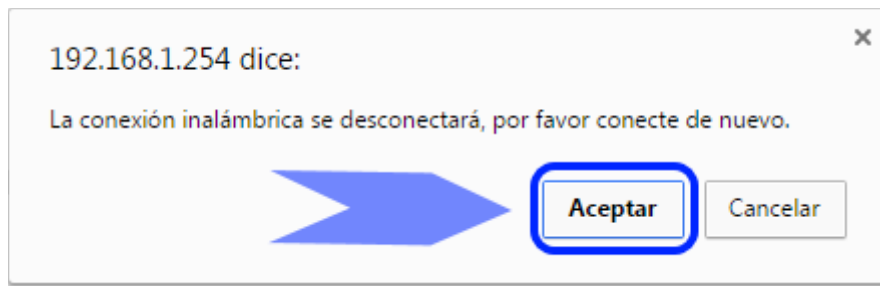 192.168.1.254 dice:
La conexión inalámbrica se desconectará, por favor conecte de nuevo.
Aceptar Cancelar